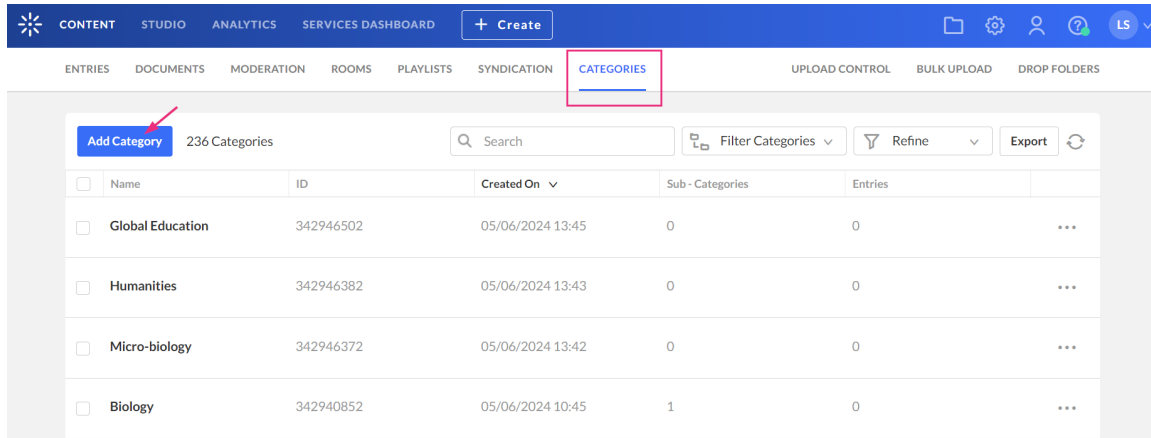 CONTENT STUDIO ANALYTICS SERVICES DASHBOARD + Create LS
ENTRIES DOCUMENTS MODERATION ROOMS PLAYLISTS SYNDICATION CATEGORIES UPLOAD CONTROL BULK UPLOAD DROP FOLDERS
Add Category 236 Categories Search Filter Categories Refine Export
Name ID Created On Sub - Categories Entries
Global Education 342946502 05/06/2024 13:45 0 0
Humanities 342946382 05/06/2024 13:43 0 0
Micro-biology 342946372 05/06/2024 13:42 0 0
Biology 342940852 05/06/2024 10:45 1 0